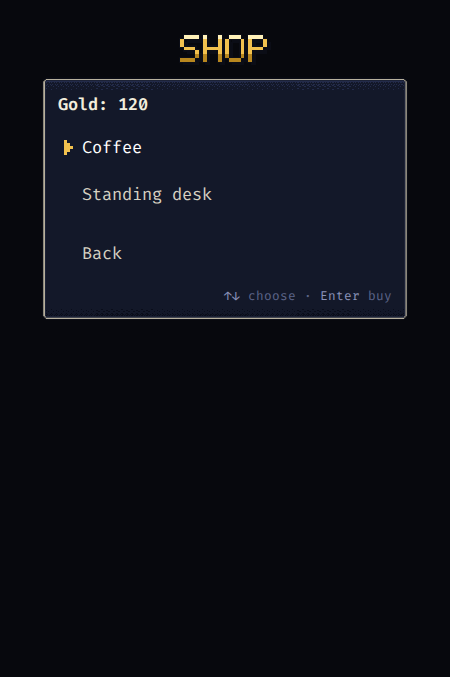 SHOP
Gold: 120
Coffee
Standing desk
Back
↑↓ choose · Enter buy